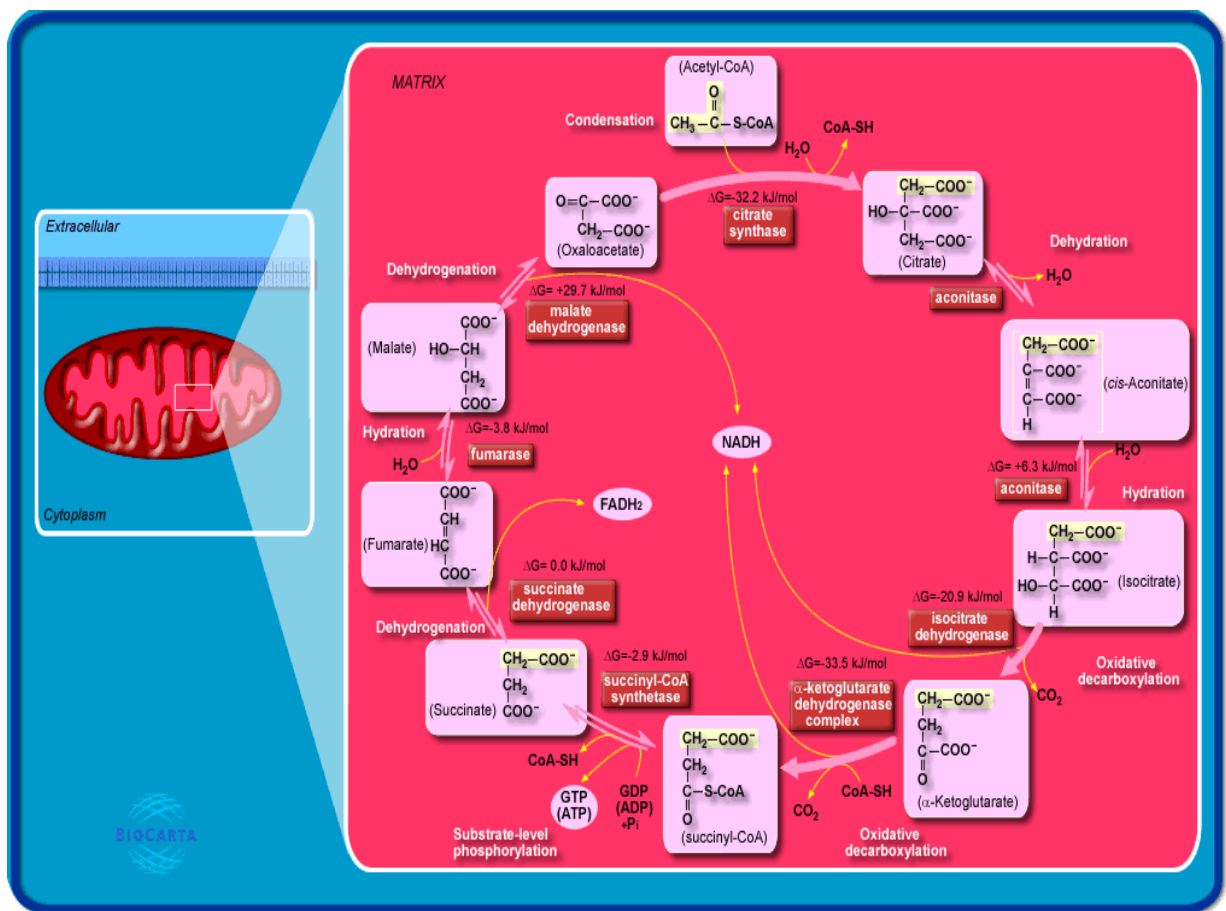 MATRIX
(Acetyl-CoA)
O
CH₃–C–S-CoA
Condensation
H₂O
CoA-SH
ΔG=-32.2 kJ/mol
citrate
synthase
CH₂–COO⁻
HO–C–COO⁻
CH₂–COO⁻
(Citrate)
O=C–COO⁻
CH₂–COO⁻
(Oxaloacetate)
Extracellular
Cytoplasm
Dehydration
H₂O
aconitase
CH₂–COO⁻
C–COO⁻
C–COO⁻
H
(cis-Aconitate)
ΔG= +6.3 kJ/mol
aconitase
H₂O
Hydration
CH₂–COO⁻
H–C–COO⁻
HO–C–COO⁻
H
(Isocitrate)
ΔG=-20.9 kJ/mol
isocitrate
dehydrogenase
Oxidative
decarboxylation
CO₂
CH₂–COO⁻
CH₂
C–COO⁻
O
(α-Ketoglutarate)
ΔG=-33.5 kJ/mol
α-ketoglutarate
dehydrogenase
complex
CoA-SH
CO₂
Oxidative
decarboxylation
CH₂–COO⁻
CH₂
C–S-CoA
O
(succinyl-CoA)
ΔG=-2.9 kJ/mol
succinyl-CoA
synthetase
CoA-SH
GTP
(ATP)
GDP
(ADP)
+Pi
Substrate-level
phosphorylation
CH₂–COO⁻
CH₂
COO⁻
(Succinate)
Dehydrogenation
ΔG= 0.0 kJ/mol
succinate
dehydrogenase
FADH₂
COO⁻
CH
HC
COO⁻
(Fumarate)
Hydration
H₂O
ΔG=-3.8 kJ/mol
fumarase
COO⁻
HO–CH
CH₂
COO⁻
(Malate)
Dehydrogenation
ΔG= +29.7 kJ/mol
malate
dehydrogenase
NADH
BIOCARTA